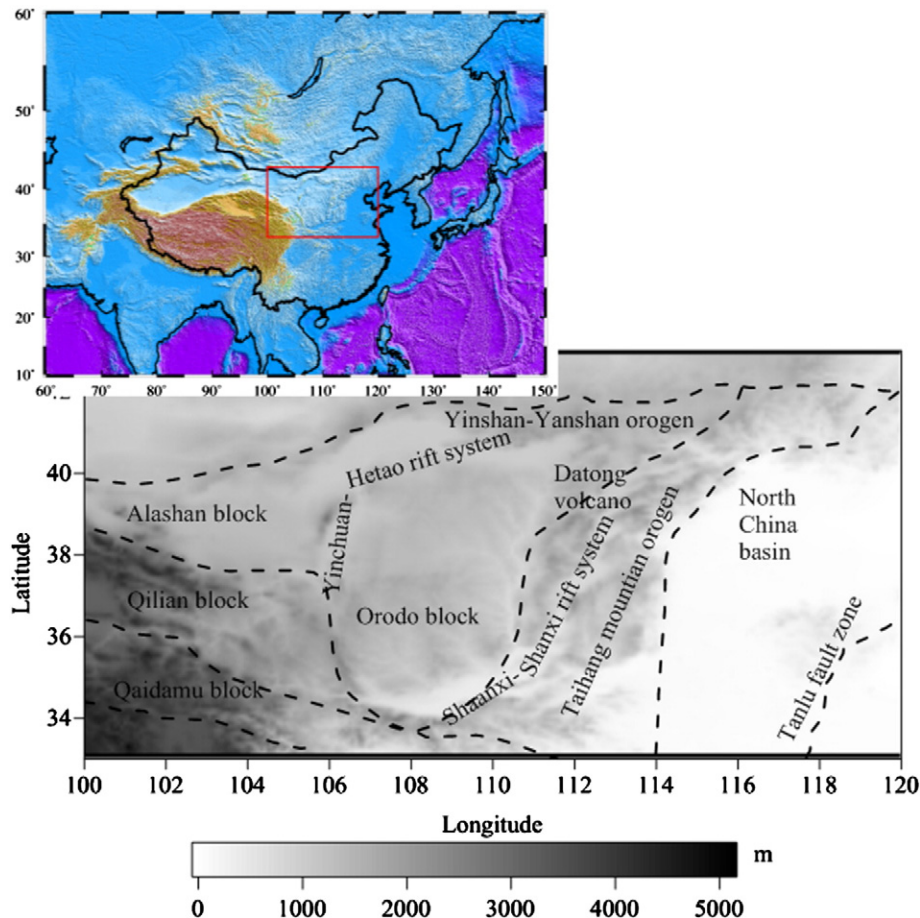 60˚
50˚
40˚
30˚
20˚
10˚
60˚ 70˚ 80˚ 90˚ 100˚ 110˚ 120˚ 130˚ 140˚ 150˚
Yinshan-Yanshan orogen
Hetao rift system
Datong
volcano
North
China
basin
Alashan block
Yinchuan-
Qilian block
Orodo block
Qaidamu block
Shaanxi-Shanxi rift system
Taihang mountian orogen
Tanlu fault zone
Latitude
40
38
36
34
100 102 104 106 108 110 112 114 116 118 120
Longitude
m
0 1000 2000 3000 4000 5000